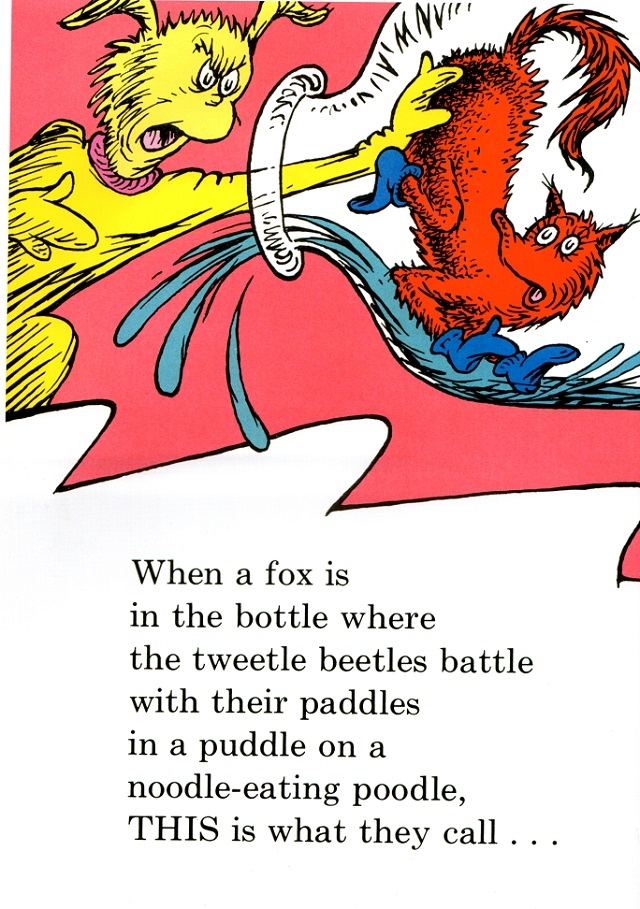 When a fox is
in the bottle where
the tweetle beetles battle
with their paddles
in a puddle on a
noodle-eating poodle,
THIS is what they call . . .